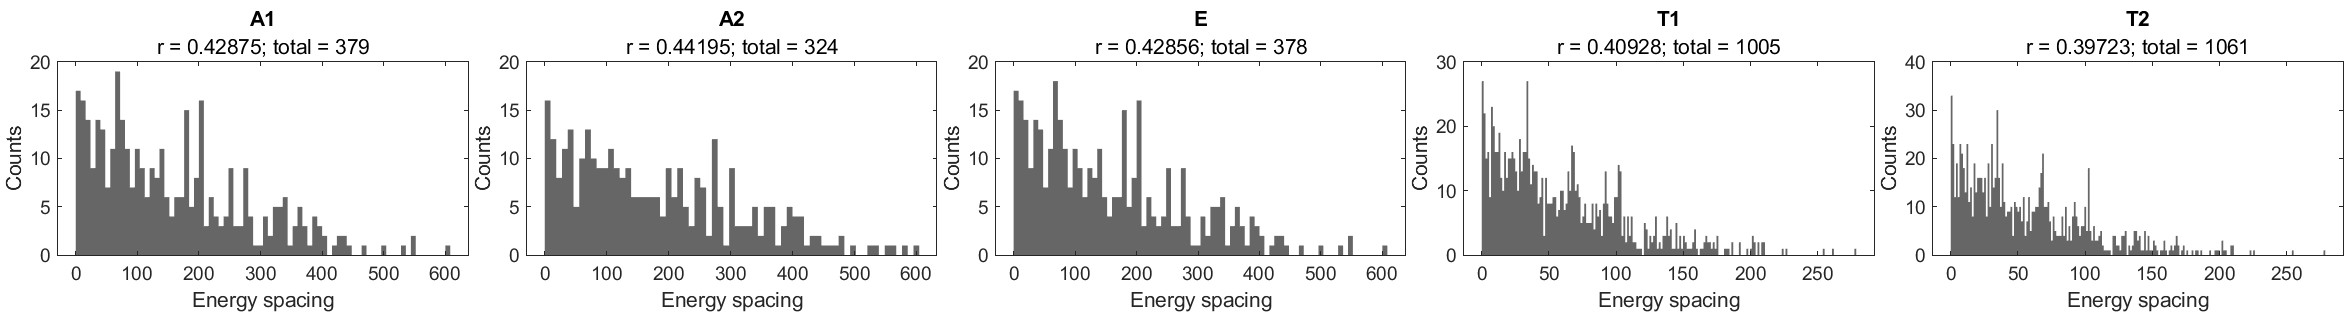 A1
r = 0.42875; total = 379
20
15
10
5
0
Counts
0 100 200 300 400 500 600
Energy spacing
A2
r = 0.44195; total = 324
20
15
10
5
0
Counts
0 100 200 300 400 500 600
Energy spacing
E
r = 0.42856; total = 378
20
15
10
5
0
Counts
0 100 200 300 400 500 600
Energy spacing
T1
r = 0.40928; total = 1005
30
20
10
0
Counts
0 50 100 150 200 250
Energy spacing
T2
r = 0.39723; total = 1061
40
30
20
10
0
Counts
0 50 100 150 200 250
Energy spacing